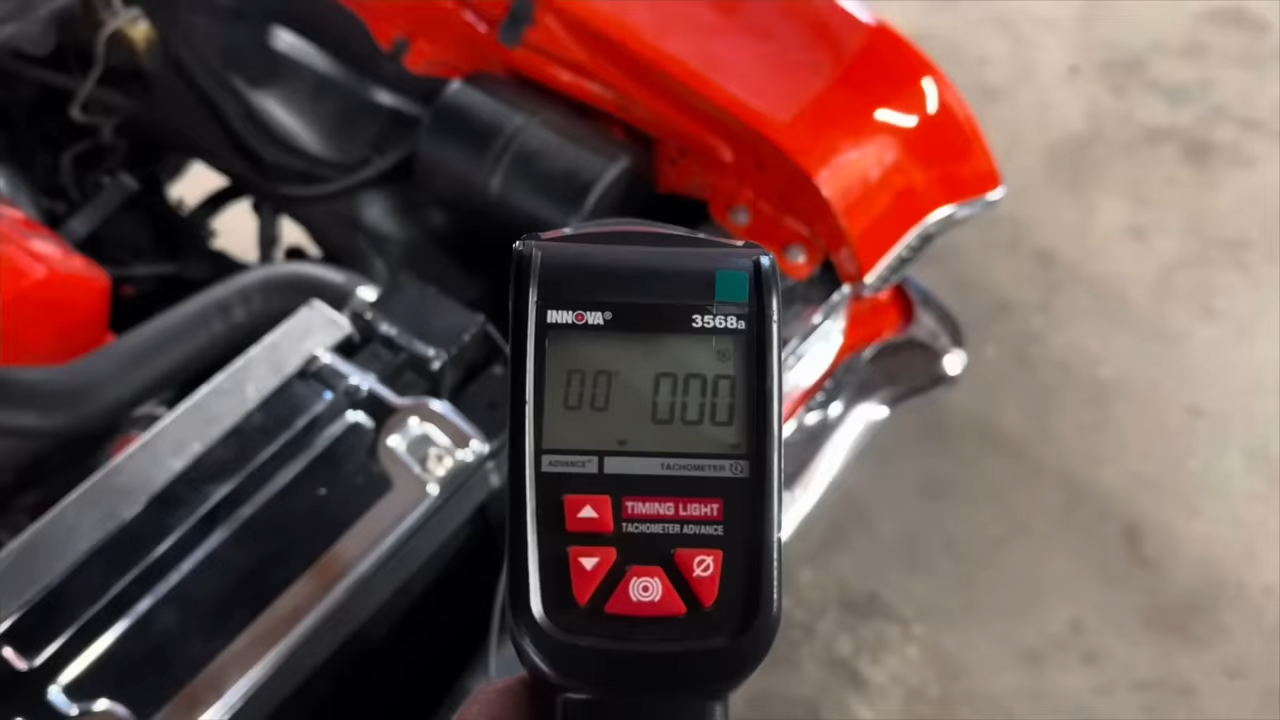 INNOVA®
3568a
00° 000
ADVANCE°
TACHOMETER
TIMING LIGHT
TACHOMETER ADVANCE